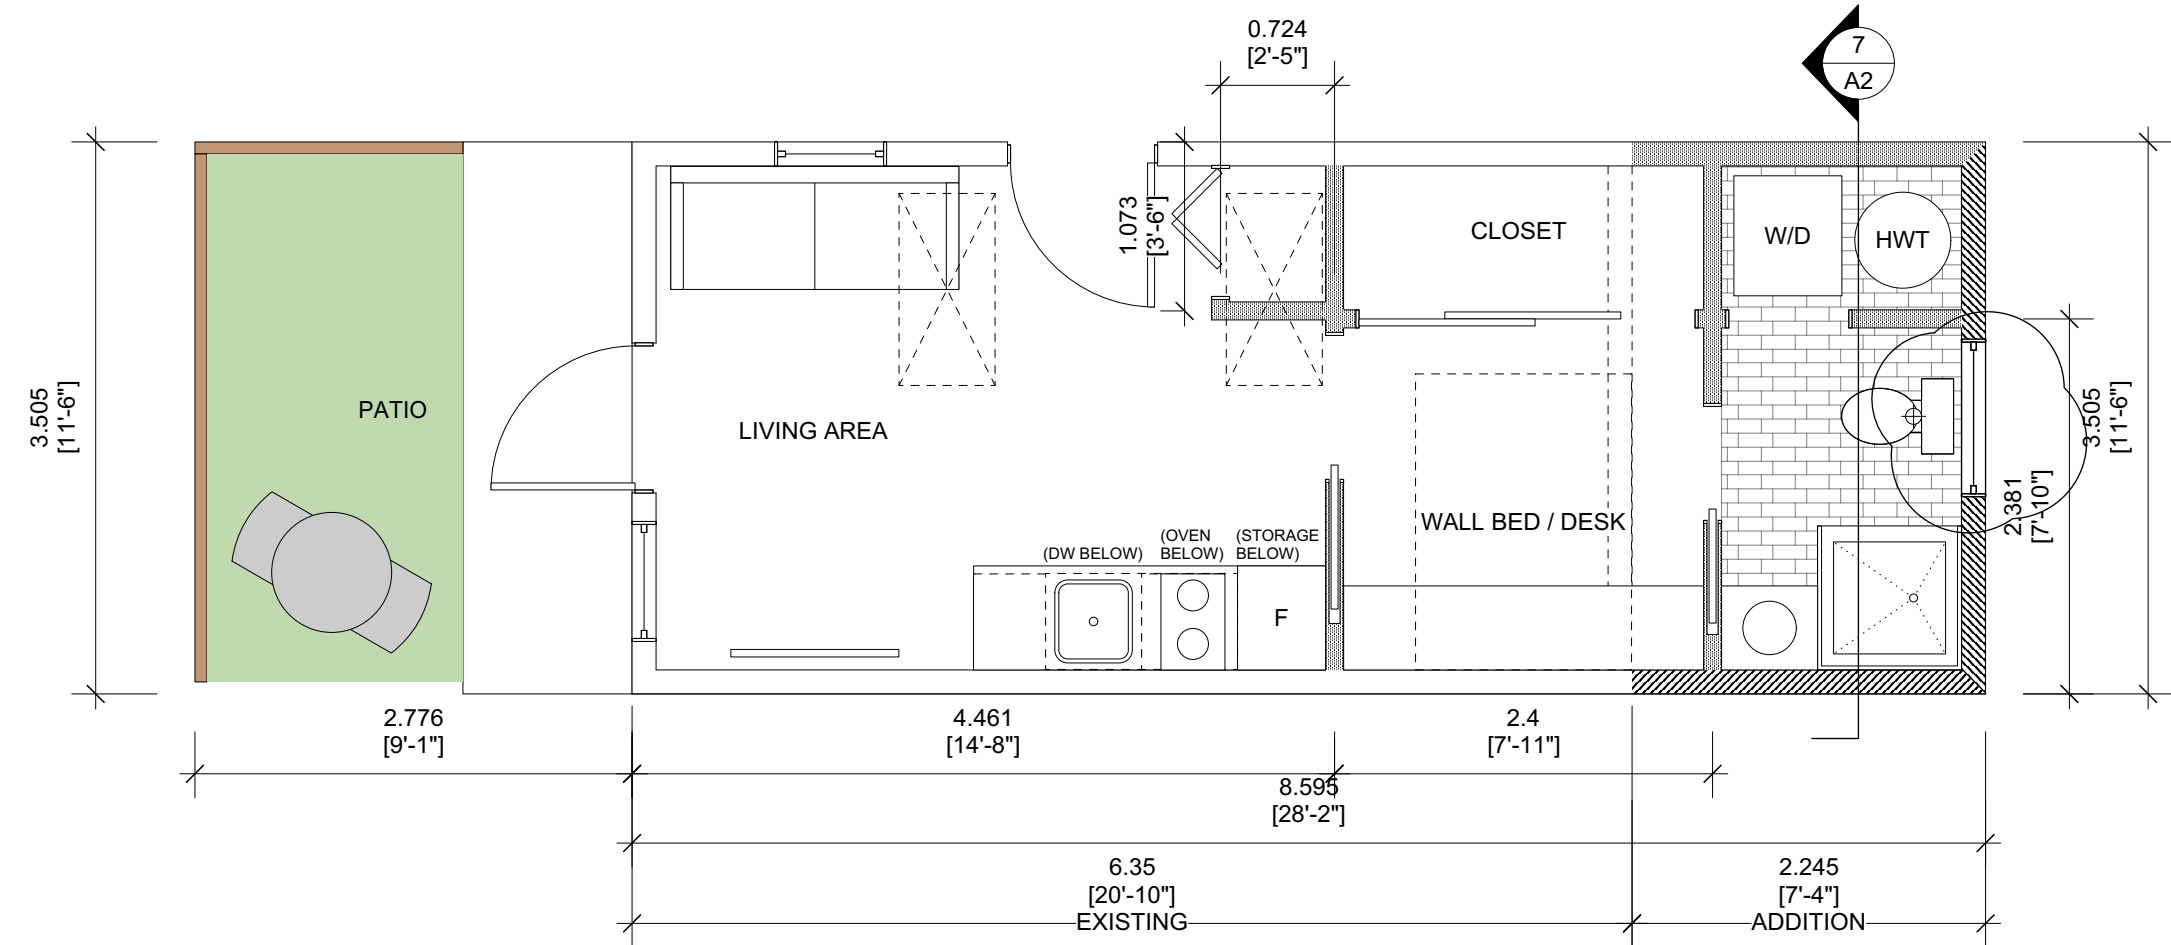 0.724
[2'-5"]
7
A2
1.073
[3'-6"]
CLOSET
W/D
HWT
3.505
[11'-6"]
PATIO
LIVING AREA
3.505
[11'-6"]
2.381
[7'-10"]
WALL BED / DESK
(DW BELOW)
(OVEN
BELOW)
(STORAGE
BELOW)
F
2.776
[9'-1"]
4.461
[14'-8"]
2.4
[7'-11"]
8.595
[28'-2"]
6.35
[20'-10"]
EXISTING
2.245
[7'-4"]
ADDITION